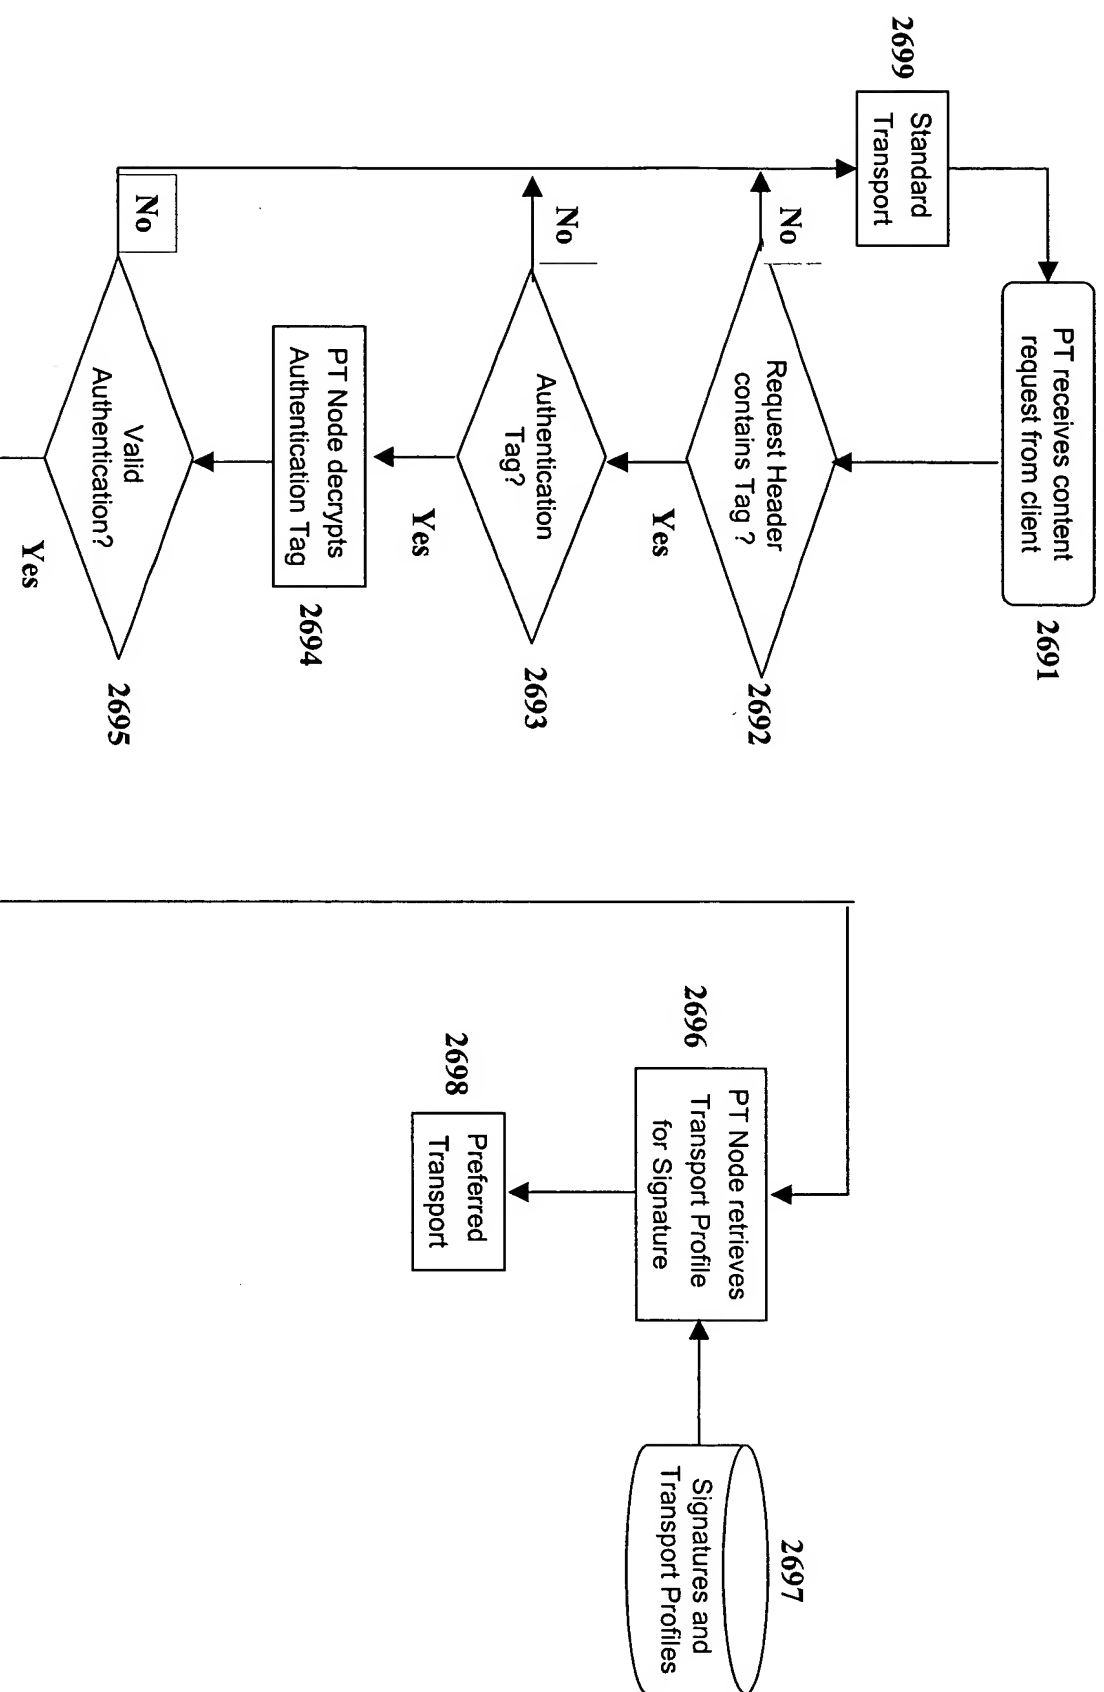 2699
Standard
Transport
PT receives content
request from client
2691
No
Request Header
contains Tag ?
2692
Yes
No
Authentication
Tag?
2693
Yes
PT Node decrypts
Authentication Tag
2694
No
Valid
Authentication?
2695
Yes
2696
PT Node retrieves
Transport Profile
for Signature
2697
Signatures and
Transport Profiles
2698
Preferred
Transport